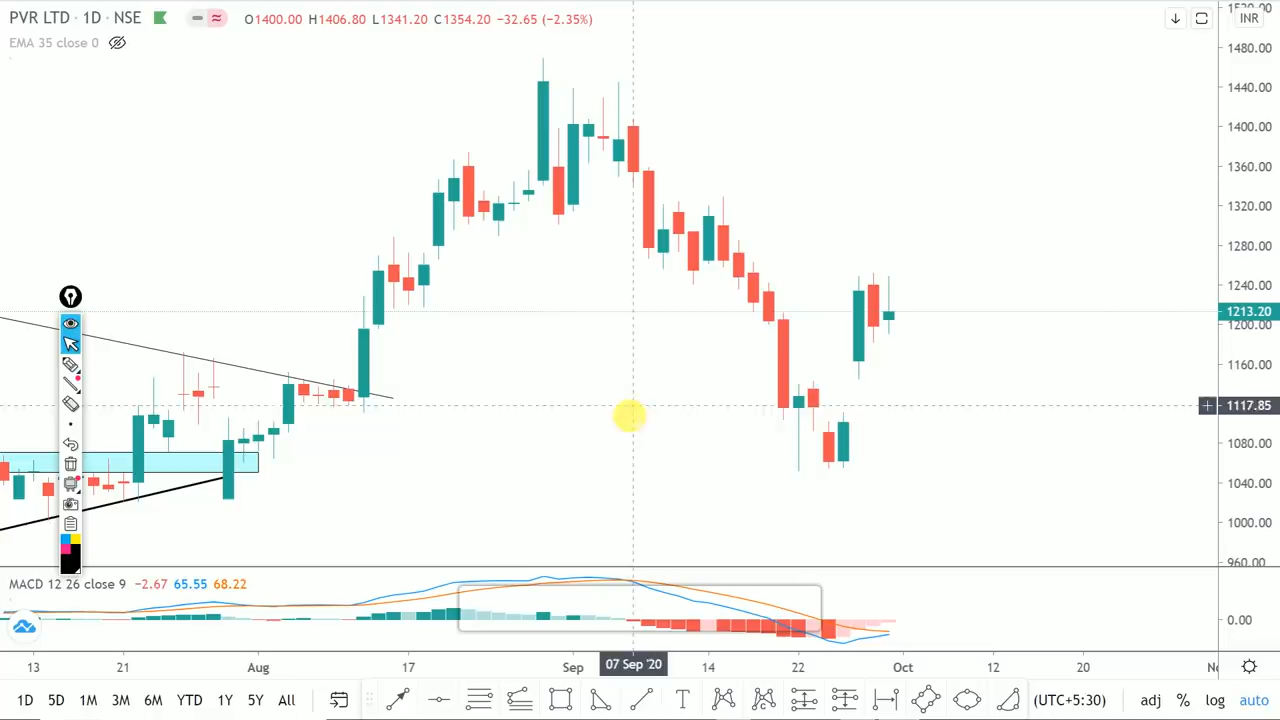 PVR LTD • 1D • NSE O1400.00 H1406.80 L1341.20 C1354.20 −32.65 (−2.35%)
EMA 35 close 0
INR
1480.00
1440.00
1400.00
1360.00
1320.00
1280.00
1240.00
1213.20
1200.00
1160.00
1117.85
1080.00
1040.00
1000.00
960.00
MACD 12 26 close 9 −2.67 65.55 68.22
0.00
13 21 Aug 17 Sep 07 Sep '20 14 22 Oct 12 20
1D 5D 1M 3M 6M YTD 1Y 5Y All (UTC+5:30) adj % log auto